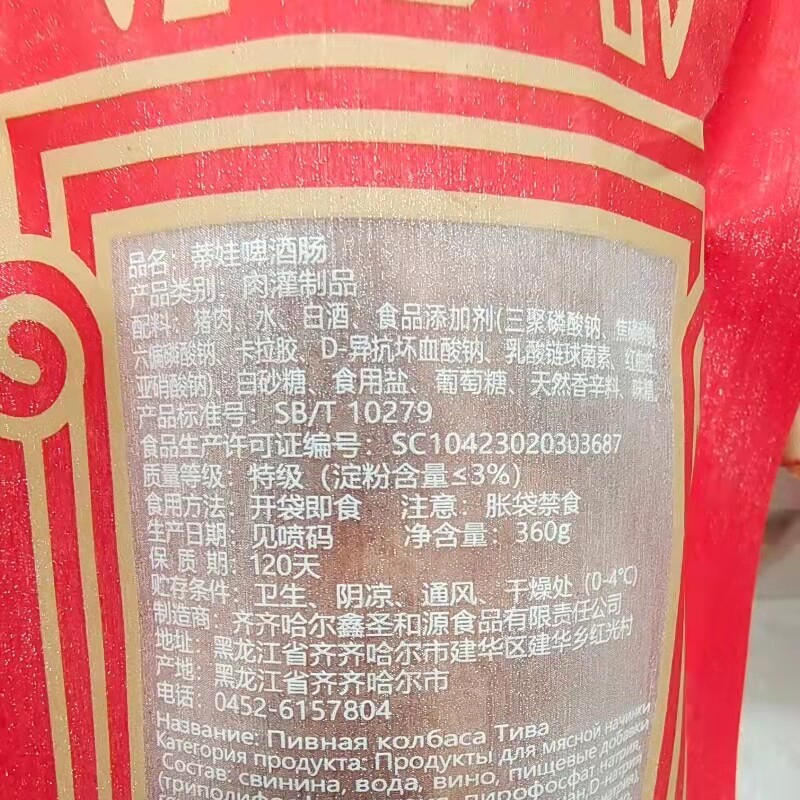 品名：蒂娃啤酒肠
产品类别：肉灌制品
配料：猪肉、水、白酒、食品添加剂(三聚磷酸钠、焦磷酸钠、
六偏磷酸钠、卡拉胶、D-异抗坏血酸钠、乳酸链球菌素、红曲红、
亚硝酸钠)、白砂糖、食用盐、葡萄糖、天然香辛料、味精。
产品标准号：SB/T 10279
食品生产许可证编号：SC10423020303687
质量等级：特级（淀粉含量≤3%）
食用方法：开袋即食 注意：胀袋禁食
生产日期：见喷码 净含量：360g
保 质 期：120天
贮存条件：卫生、阴凉、通风、干燥处（0-4℃）
制造商：齐齐哈尔鑫圣和源食品有限责任公司
地址：黑龙江省齐齐哈尔市建华区建华乡红光村
产地：黑龙江省齐齐哈尔市
电话：0452-6157804
Название: Пивная колбаса Тива
Категория продукта: Продукты для мясной начинки
Состав: свинина, вода, вино, пищевые добавки
пирофосфат натрия,